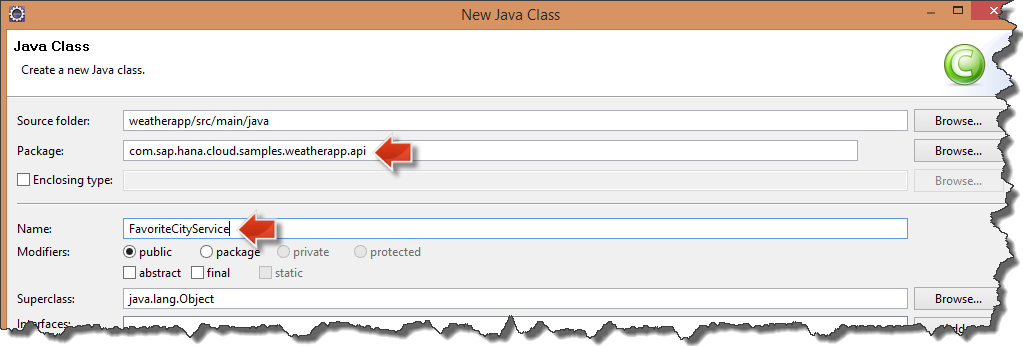 New Java Class
Java Class
Create a new Java class.
C
Source folder: weatherapp/src/main/java Browse...
Package: com.sap.hana.cloud.samples.weatherapp.api Browse...
Enclosing type: Browse...
Name: FavoriteCityService
Modifiers: public package private protected
abstract final static
Superclass: java.lang.Object Browse...
Interfaces: